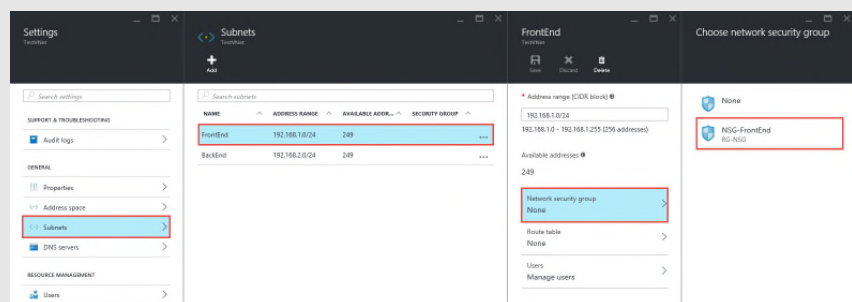 Settings
TestVNet
Search settings
SUPPORT & TROUBLESHOOTING
Audit logs
GENERAL
Properties
Address space
Subnets
DNS servers
RESOURCE MANAGEMENT
Users
Subnets
TestVNet
Add
Search subnets
NAME ADDRESS RANGE AVAILABLE ADDR... SECURITY GROUP
FrontEnd 192.168.1.0/24 249 ...
BackEnd 192.168.2.0/24 249 ...
FrontEnd
TestVNet
Save Discard Delete
* Address range (CIDR block)
192.168.1.0/24
192.168.1.0 - 192.168.1.255 (256 addresses)
Available addresses
249
Network security group
None
Route table
None
Users
Manage users
Choose network security group
None
NSG-FrontEnd
RG-NSG